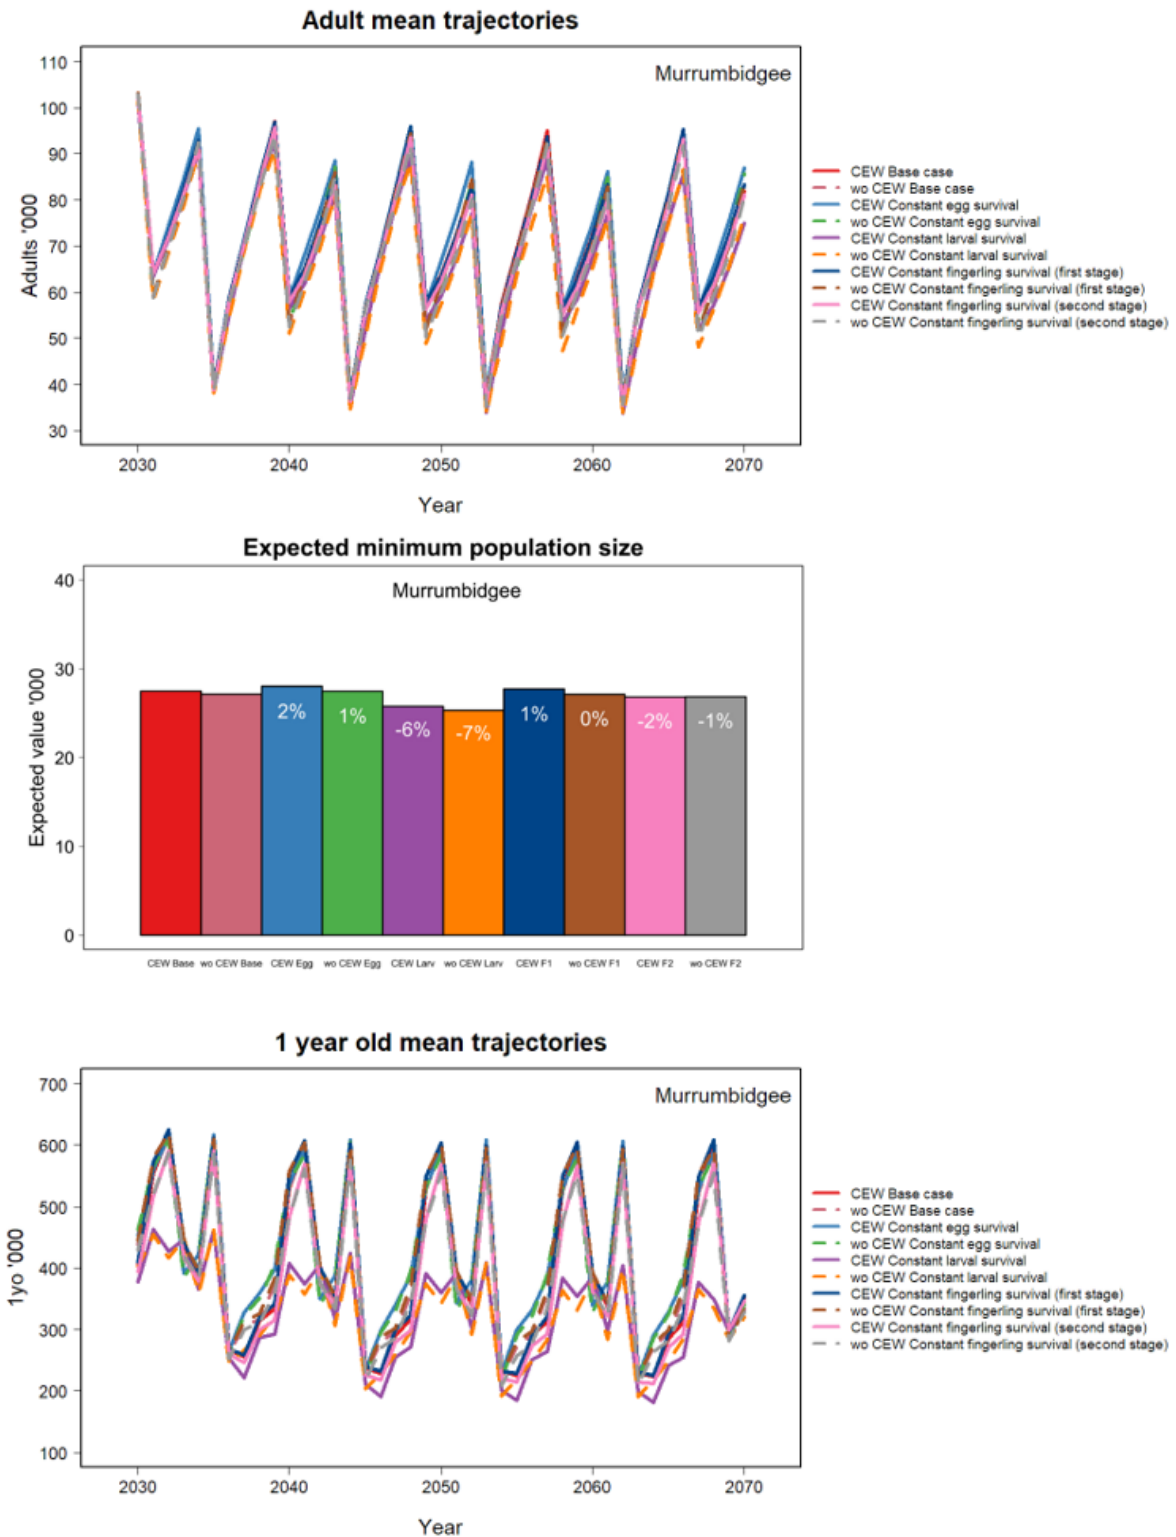 Adult mean trajectories
Murrumbidgee
Adults '000
110
100
90
80
70
60
50
40
30
2030 2040 2050 2060 2070
Year
CEW Base case
wo CEW Base case
CEW Constant egg survival
wo CEW Constant egg survival
CEW Constant larval survival
wo CEW Constant larval survival
CEW Constant fingerling survival (first stage)
wo CEW Constant fingerling survival (first stage)
CEW Constant fingerling survival (second stage)
wo CEW Constant fingerling survival (second stage)
Expected minimum population size
Murrumbidgee
Expected value '000
40
30
20
10
0
2% 1% -6% -7% 1% 0% -2% -1%
CEW Base wo CEW Base CEW Egg wo CEW Egg CEW Larv wo CEW Larv CEW F1 wo CEW F1 CEW F2 wo CEW F2
1 year old mean trajectories
Murrumbidgee
1yo '000
700
600
500
400
300
200
100
2030 2040 2050 2060 2070
Year
CEW Base case
wo CEW Base case
CEW Constant egg survival
wo CEW Constant egg survival
CEW Constant larval survival
wo CEW Constant larval survival
CEW Constant fingerling survival (first stage)
wo CEW Constant fingerling survival (first stage)
CEW Constant fingerling survival (second stage)
wo CEW Constant fingerling survival (second stage)